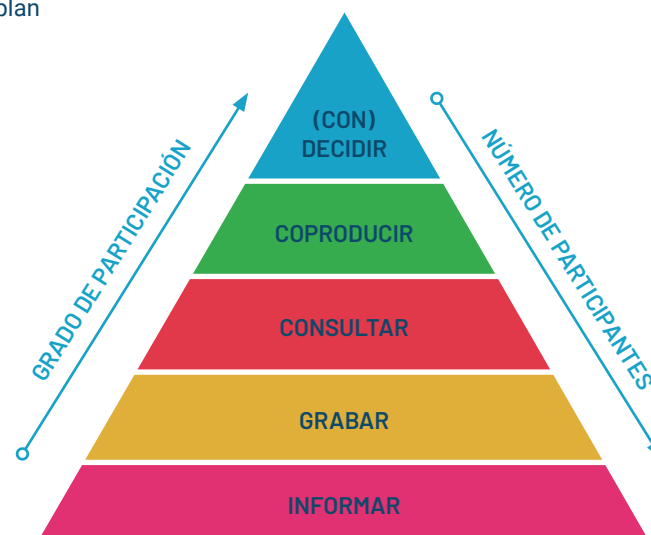 plan
(CON)
DECIDIR
COPRODUCIR
CONSULTAR
GRABAR
INFORMAR
GRADO DE PARTICIPACIÓN
NÚMERO DE PARTICIPANTES